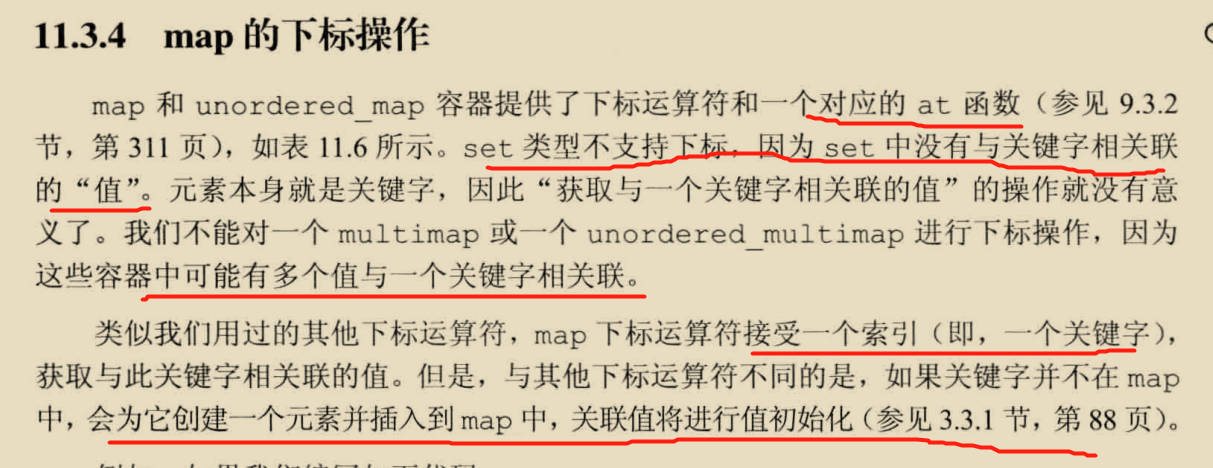 11.3.4 map 的下标操作
map 和 unordered_map 容器提供了下标运算符和一个对应的 at 函数（参见 9.3.2
节，第 311 页），如表 11.6 所示。set 类型不支持下标，因为 set 中没有与关键字相关联
的“值”。元素本身就是关键字，因此“获取与一个关键字相关联的值”的操作就没有意
义了。我们不能对一个 multimap 或一个 unordered_multimap 进行下标操作，因为
这些容器中可能有多个值与一个关键字相关联。
类似我们用过的其他下标运算符，map 下标运算符接受一个索引（即，一个关键字），
获取与此关键字相关联的值。但是，与其他下标运算符不同的是，如果关键字并不在 map
中，会为它创建一个元素并插入到 map 中，关联值将进行值初始化（参见 3.3.1 节，第 88 页）。